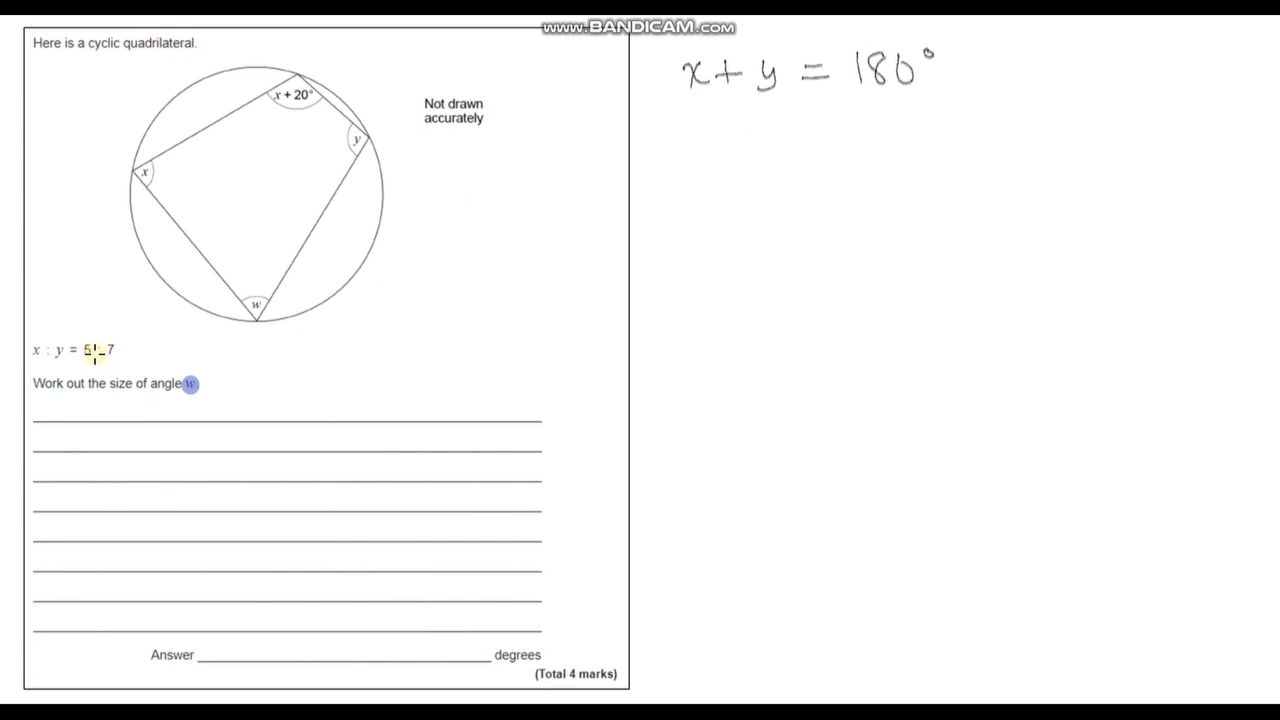 www.BANDICAM.com
Here is a cyclic quadrilateral.
x + y = 180°
x + 20°
Not drawn
accurately
y
x
w
x : y = 5 : 7
Work out the size of angle w.
Answer ____ degrees
(Total 4 marks)